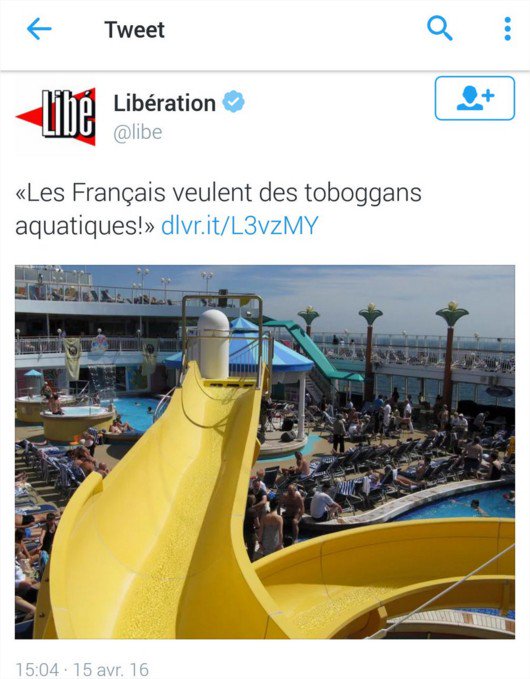 Tweet
Libé
Libération
@libe
«Les Français veulent des toboggans
aquatiques!» dlvr.it/L3vzMY
15:04 · 15 avr. 16